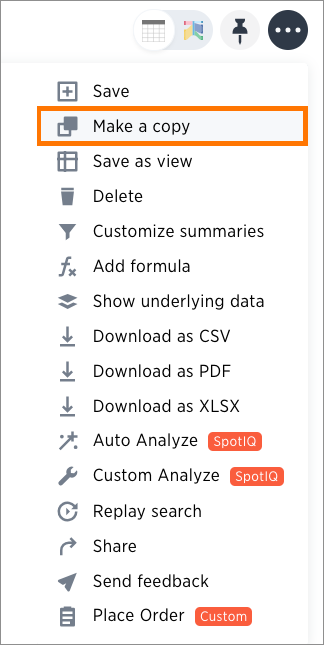 Save
Make a copy
Save as view
Delete
Customize summaries
Add formula
Show underlying data
Download as CSV
Download as PDF
Download as XLSX
Auto Analyze SpotIQ
Custom Analyze SpotIQ
Replay search
Share
Send feedback
Place Order Custom